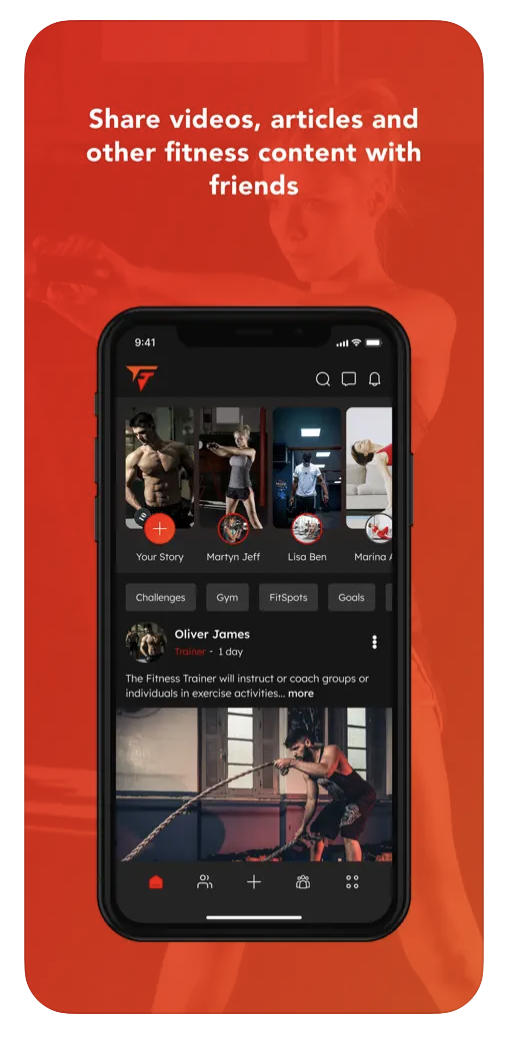 Share videos, articles and
other fitness content with
friends
9:41
Your Story
Martyn Jeff
Lisa Ben
Marina A
Challenges
Gym
FitSpots
Goals
Oliver James
Trainer - 1 day
The Fitness Trainer will instruct or coach groups or
individuals in exercise activities... more